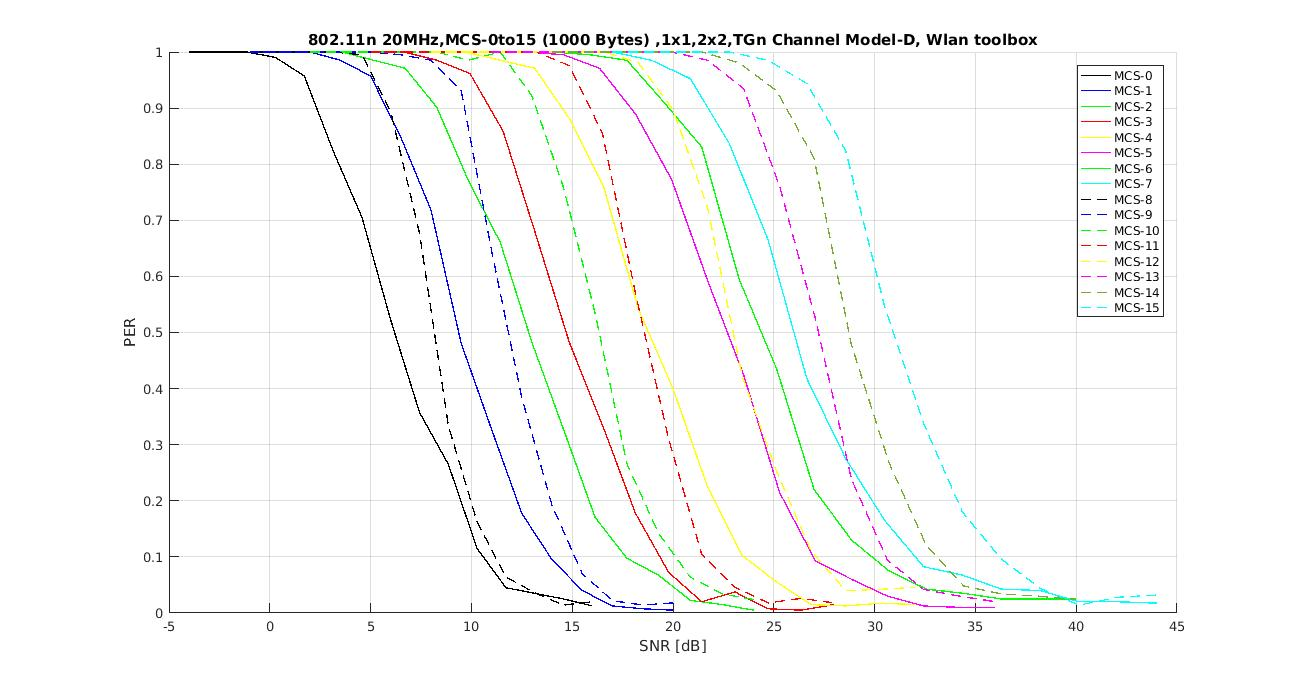 802.11n 20MHz,MCS-0to15 (1000 Bytes) ,1x1,2x2,TGn Channel Model-D, Wlan toolbox
1
0.9
0.8
0.7
0.6
0.5
0.4
0.3
0.2
0.1
0
PER
MCS-0
MCS-1
MCS-2
MCS-3
MCS-4
MCS-5
MCS-6
MCS-7
MCS-8
MCS-9
MCS-10
MCS-11
MCS-12
MCS-13
MCS-14
MCS-15
-5 0 5 10 15 20 25 30 35 40 45
SNR [dB]